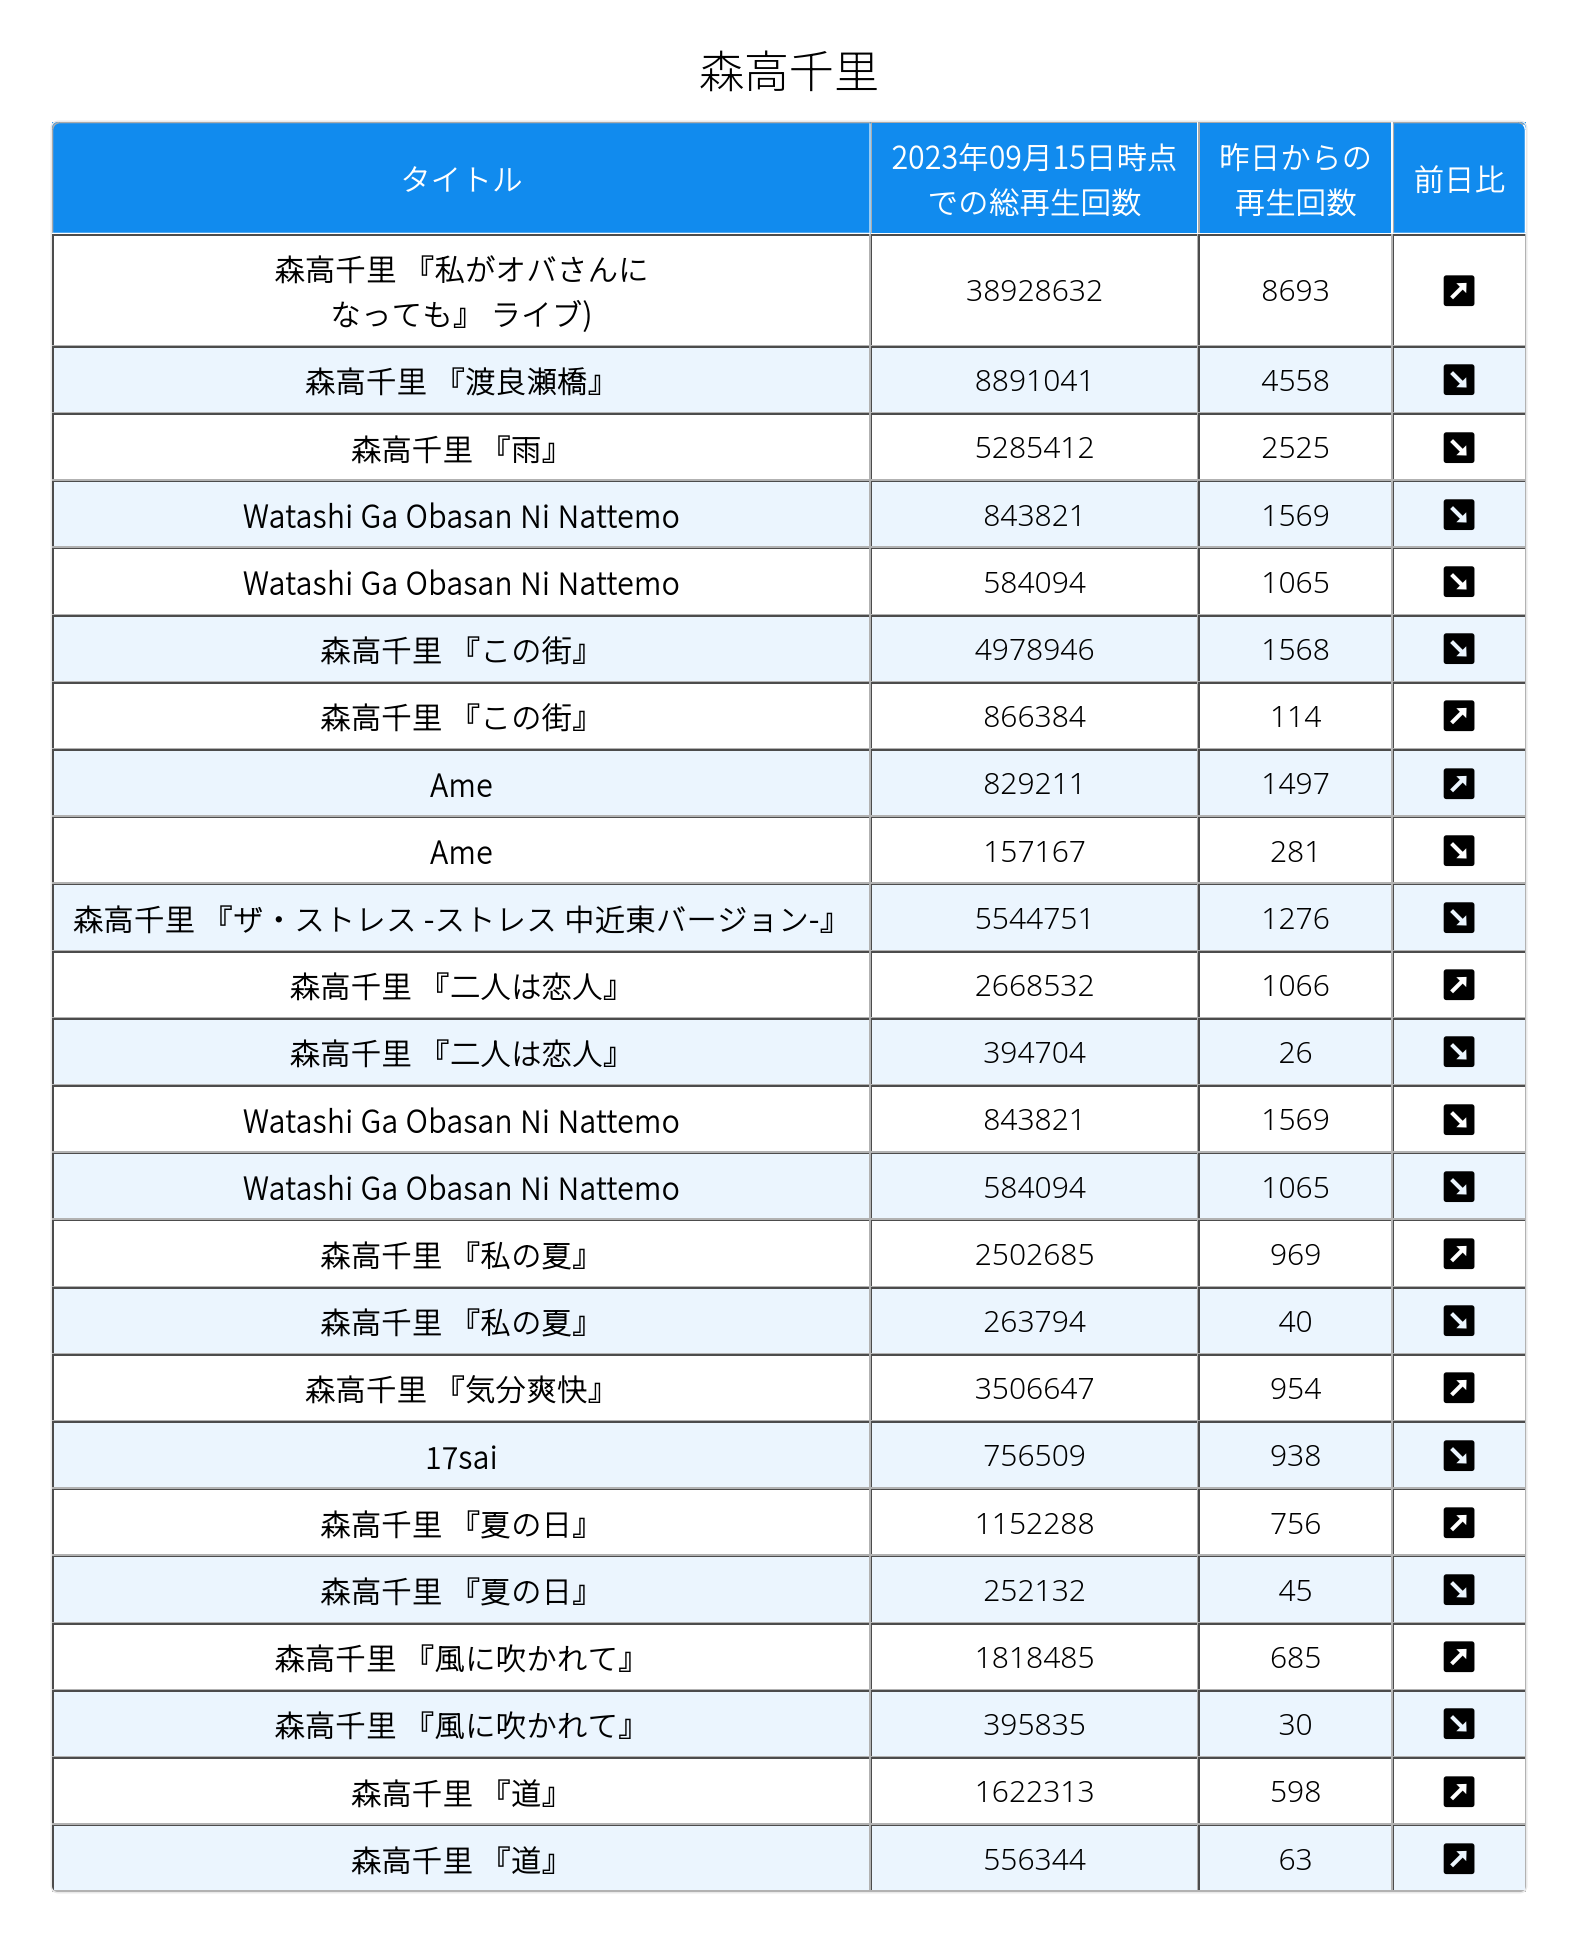 森高千里
タイトル
2023年09月15日時点
での総再生回数
昨日からの
再生回数
前日比
森高千里 『私がオバさんに
なっても』 ライブ)
38928632
8693
森高千里 『渡良瀬橋』
8891041
4558
森高千里 『雨』
5285412
2525
Watashi Ga Obasan Ni Nattemo
843821
1569
Watashi Ga Obasan Ni Nattemo
584094
1065
森高千里 『この街』
4978946
1568
森高千里 『この街』
866384
114
Ame
829211
1497
Ame
157167
281
森高千里 『ザ・ストレス -ストレス 中近東バージョン-』
5544751
1276
森高千里 『二人は恋人』
2668532
1066
森高千里 『二人は恋人』
394704
26
Watashi Ga Obasan Ni Nattemo
843821
1569
Watashi Ga Obasan Ni Nattemo
584094
1065
森高千里 『私の夏』
2502685
969
森高千里 『私の夏』
263794
40
森高千里 『気分爽快』
3506647
954
17sai
756509
938
森高千里 『夏の日』
1152288
756
森高千里 『夏の日』
252132
45
森高千里 『風に吹かれて』
1818485
685
森高千里 『風に吹かれて』
395835
30
森高千里 『道』
1622313
598
森高千里 『道』
556344
63